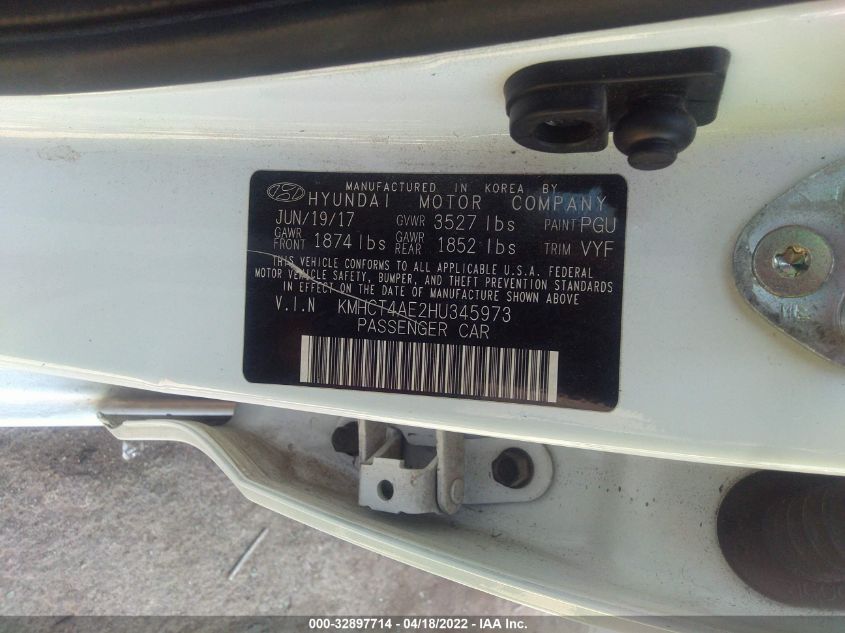 MANUFACTURED IN KOREA BY
HYUNDAI MOTOR COMPANY
JUN/19/17 GVWR 3527 lbs PAINT PGU
GAWR FRONT 1874 lbs GAWR REAR 1852 lbs TRIM VYF
THIS VEHICLE CONFORMS TO ALL APPLICABLE U.S.A. FEDERAL
MOTOR VEHICLE SAFETY, BUMPER, AND THEFT PREVENTION STANDARDS
IN EFFECT ON THE DATE OF MANUFACTURE SHOWN ABOVE
V.I.N KMHCT4AE2HU345973
PASSENGER CAR
000-32897714 - 04/18/2022 - IAA Inc.